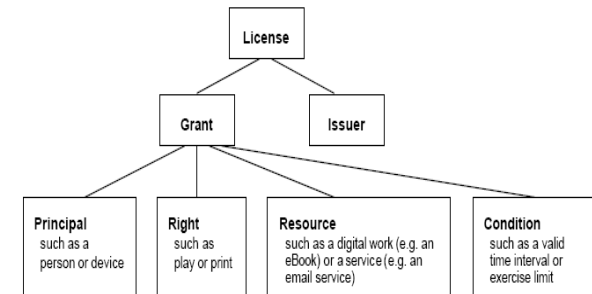 License
Grant
Issuer
Principal
such as a
person or device
Right
such as
play or print
Resource
such as a digital work (e.g. an
eBook) or a service (e.g. an
email service)
Condition
such as a valid
time interval or
exercise limit